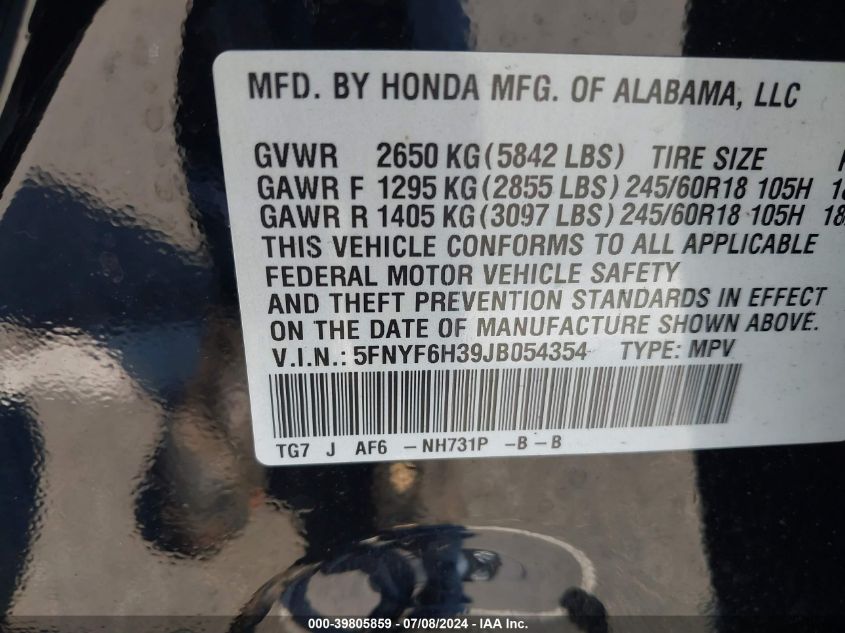 MFD. BY HONDA MFG. OF ALABAMA, LLC
GVWR 2650 KG (5842 LBS) TIRE SIZE
GAWR F 1295 KG (2855 LBS) 245/60R18 105H 18
GAWR R 1405 KG (3097 LBS) 245/60R18 105H 18
THIS VEHICLE CONFORMS TO ALL APPLICABLE
FEDERAL MOTOR VEHICLE SAFETY
AND THEFT PREVENTION STANDARDS IN EFFECT
ON THE DATE OF MANUFACTURE SHOWN ABOVE.
V.I.N.: 5FNYF6H39JB054354 TYPE: MPV
TG7 J AF6 – NH731P –B –B
000-39805859 / 07/08/2024 / IAA Inc.